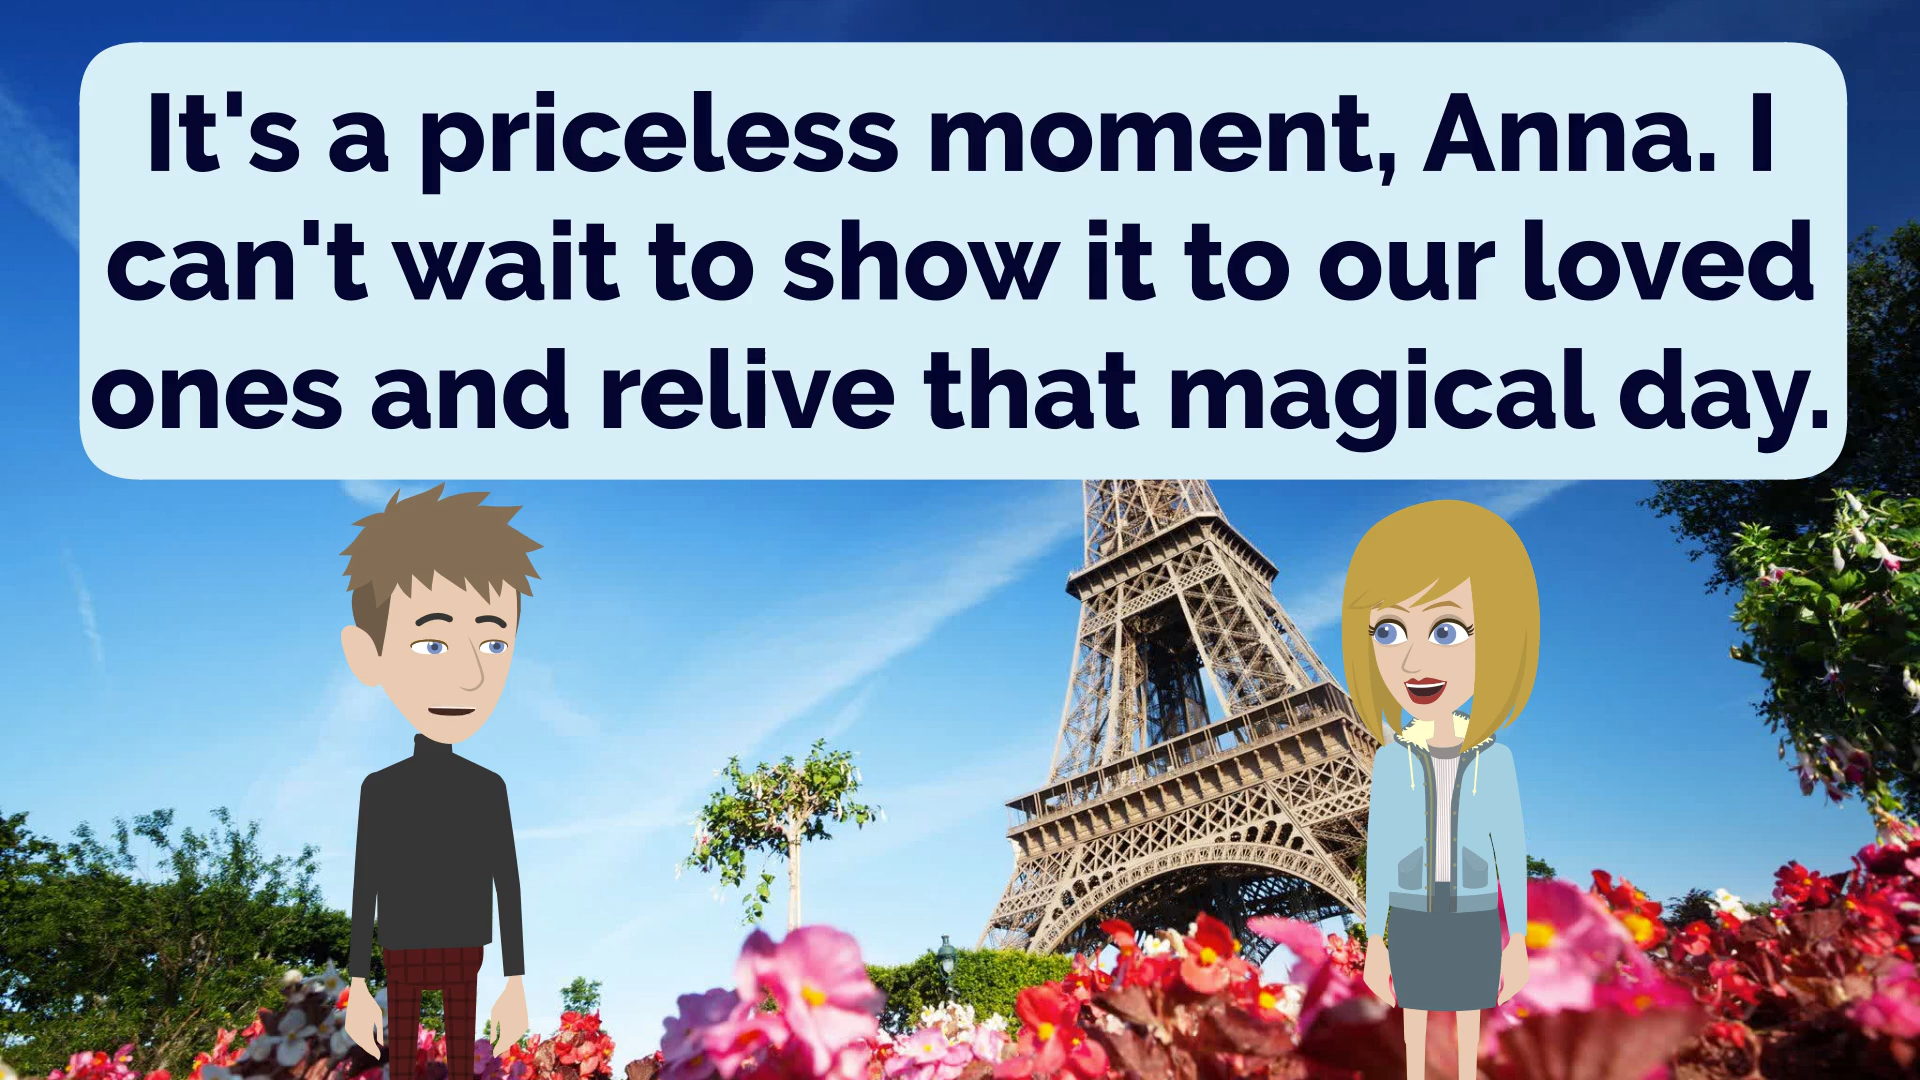 It's a priceless moment, Anna. I
can't wait to show it to our loved
ones and relive that magical day.